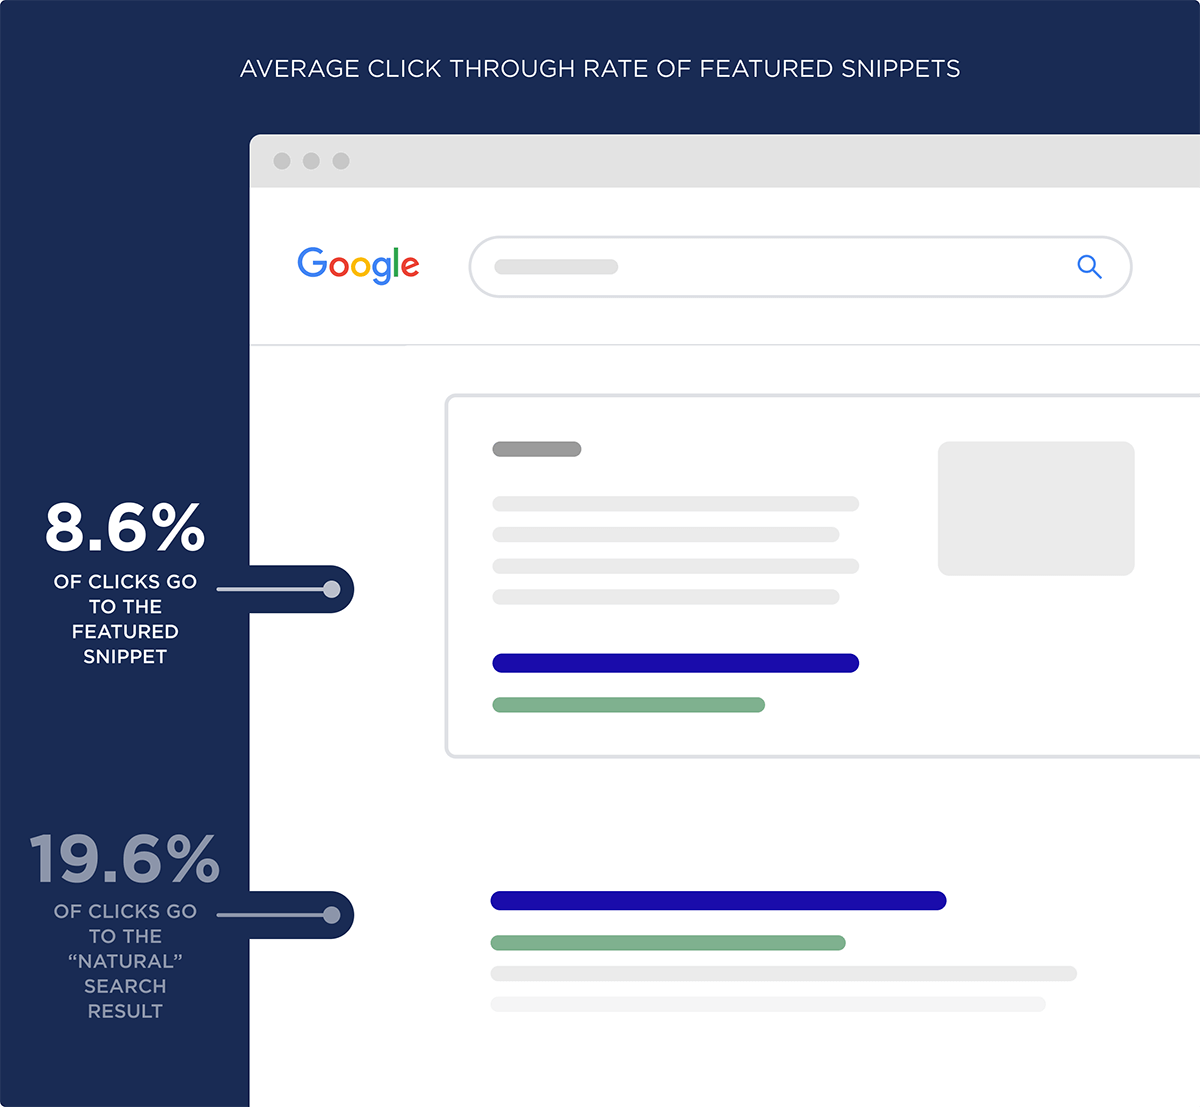 AVERAGE CLICK THROUGH RATE OF FEATURED SNIPPETS
Google
8.6%
OF CLICKS GO
TO THE
FEATURED
SNIPPET
19.6%
OF CLICKS GO
TO THE
“NATURAL”
SEARCH
RESULT